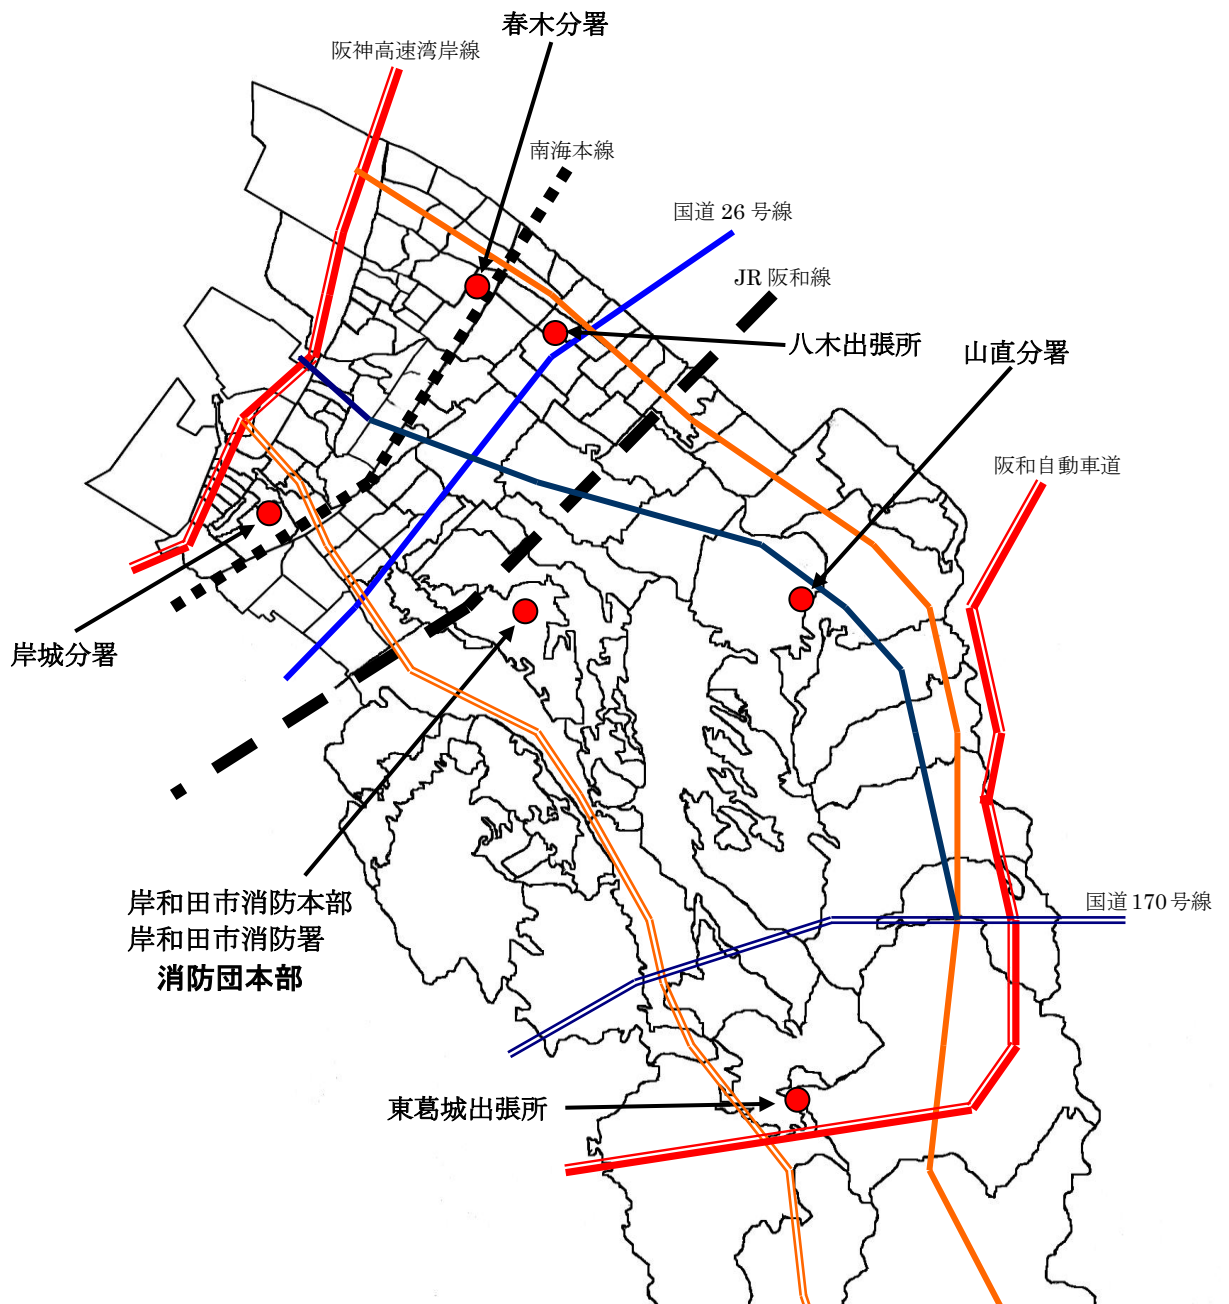 春木分署
阪神高速湾岸線
南海本線
国道 26 号線
JR 阪和線
八木出張所
山直分署
阪和自動車道
岸城分署
岸和田市消防本部
岸和田市消防署
消防団本部
国道 170 号線
東葛城出張所